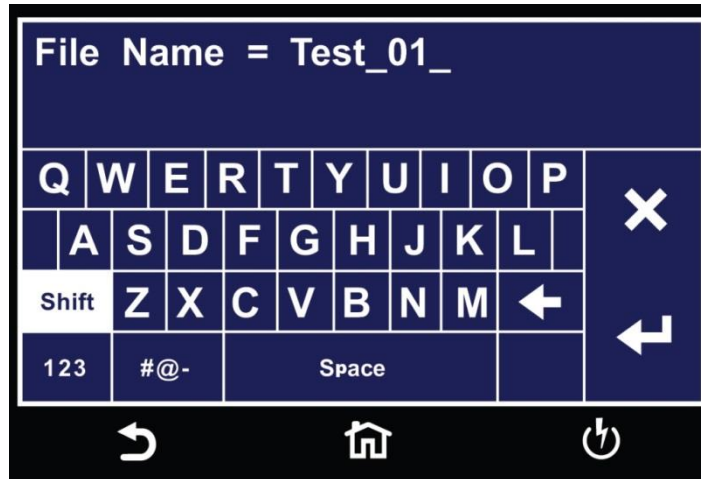 File Name = Test_01_
Q W E R T Y U I O P
A S D F G H J K L
Shift Z X C V B N M
123 #@- Space